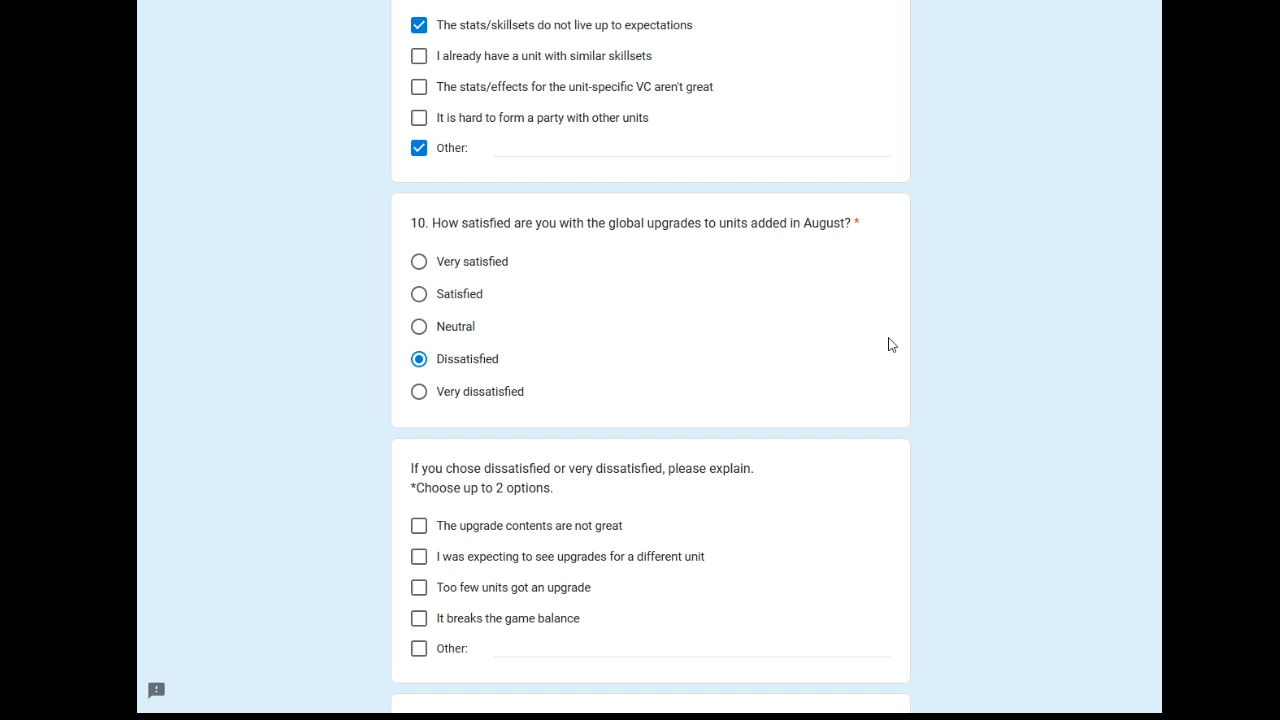 The stats/skillsets do not live up to expectations
I already have a unit with similar skillsets
The stats/effects for the unit-specific VC aren't great
It is hard to form a party with other units
Other:
10. How satisfied are you with the global upgrades to units added in August? *
Very satisfied
Satisfied
Neutral
Dissatisfied
Very dissatisfied
If you chose dissatisfied or very dissatisfied, please explain.
*Choose up to 2 options.
The upgrade contents are not great
I was expecting to see upgrades for a different unit
Too few units got an upgrade
It breaks the game balance
Other: